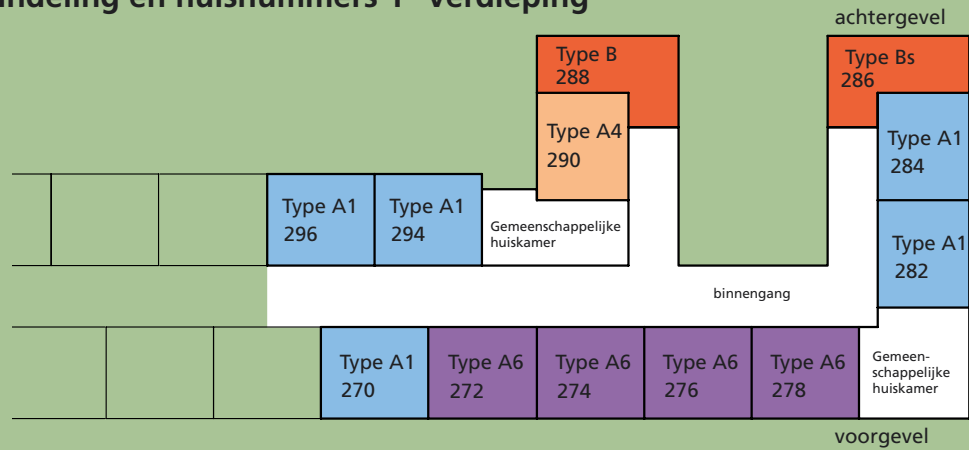 indeling en huisnummers 1e verdieping
achtergevel
Type B
288
Type Bs
286
Type A4
290
Type A1
284
Type A1
296
Type A1
294
Gemeenschappelijke
huiskamer
Type A1
282
binnengang
Type A1
270
Type A6
272
Type A6
274
Type A6
276
Type A6
278
Gemeen-
schappelijke
huiskamer
voorgevel